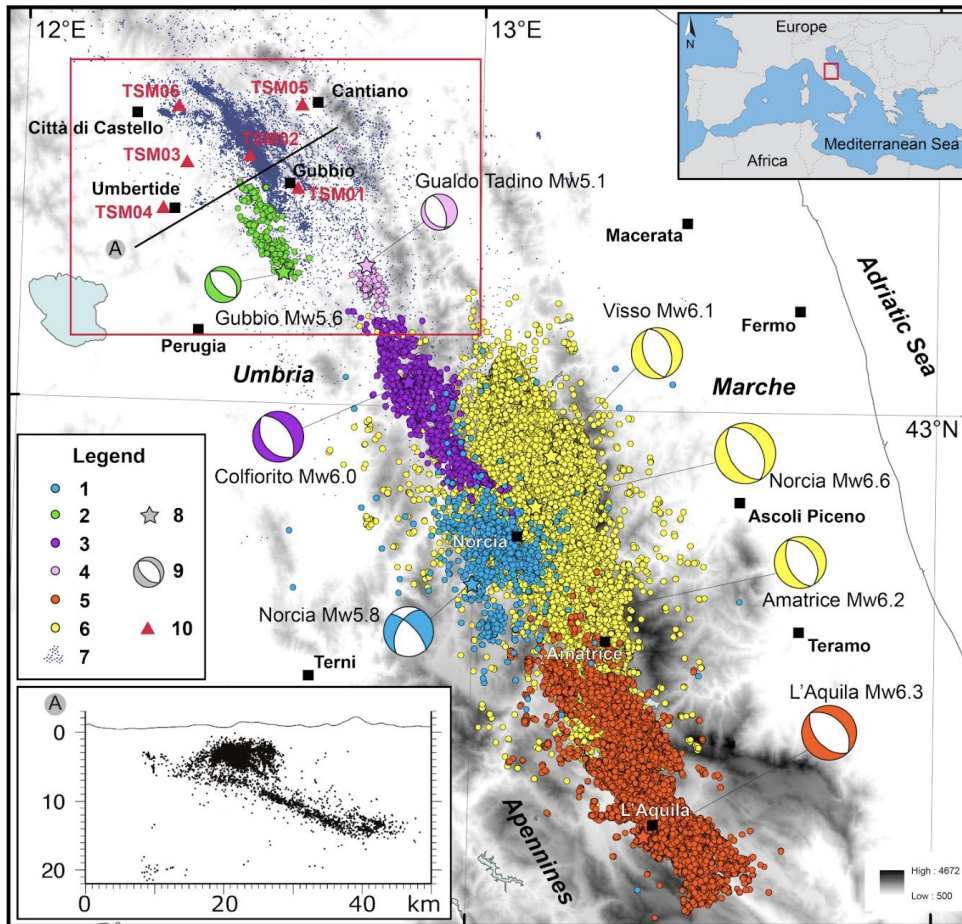 12°E
13°E
Europe
N
Mediterranean Sea
Africa
TSM06
TSM05
Cantiano
Città di Castello
TSM02
TSM03
Gubbio
Gualdo Tadino Mw5.1
Umbertide
TSM01
TSM04
A
Macerata
Gubbio Mw5.6
Visso Mw6.1
Adriatic Sea
Fermo
Perugia
Umbria
Marche
43°N
Legend
1
2
8
3
4
9
5
6
10
7
Colfiorito Mw6.0
Norcia Mw6.6
Ascoli Piceno
Norcia
Amatrice Mw6.2
Norcia Mw5.8
Teramo
Terni
Amatrice
L'Aquila Mw6.3
A
0
10
20
0
10
20
30
40
50
km
L'Aquila
Apennines
High : 4672
Low : 500